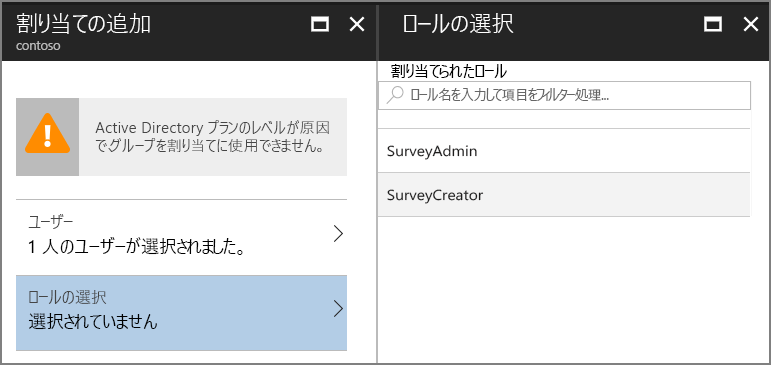 割り当ての追加
contoso
Active Directory プランのレベルが原因
でグループを割り当てに使用できません。
ユーザー
1 人のユーザーが選択されました。
ロールの選択
選択されていません
ロールの選択
割り当てられたロール
ロール名を入力して項目をフィルター処理...
SurveyAdmin
SurveyCreator